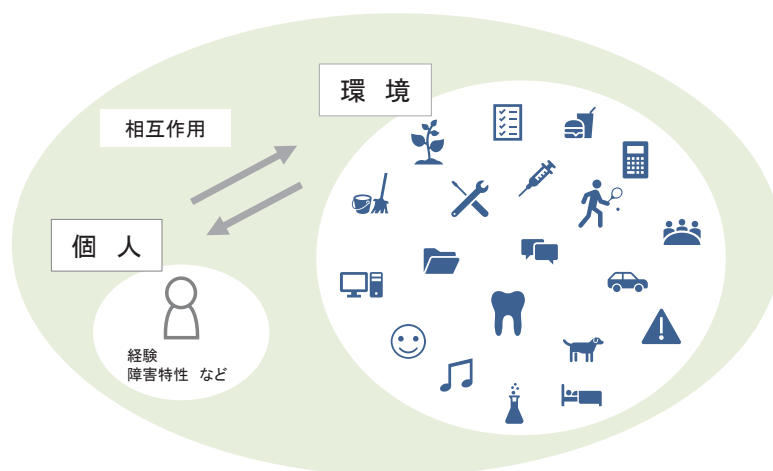 環 境
相互作用
個 人
経験
障害特性 など